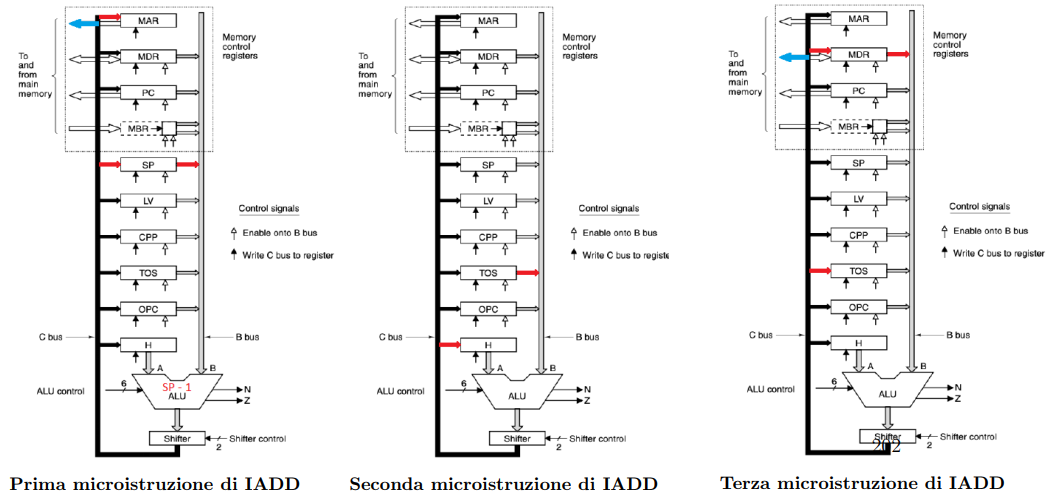 MAR
MDR
PC
MBR
SP
LV
CPP
TOS
OPC
H
To
and
from
main
memory
Memory
control
registers
Control signals
Enable onto B bus
Write C bus to register
C bus
B bus
A
B
6
ALU control
SP - 1
ALU
N
Z
Shifter
Shifter control
2
Prima microistruzione di IADD
MAR
MDR
PC
MBR
SP
LV
CPP
TOS
OPC
H
To
and
from
main
memory
Memory
control
registers
Control signals
Enable onto B bus
Write C bus to registe
C bus
B bus
A
B
6
ALU control
ALU
N
Z
Shifter
Shifter control
2
Seconda microistruzione di IADD
MAR
MDR
PC
MBR
SP
LV
CPP
TOS
OPC
H
To
and
from
main
memory
Memory
control
registers
Control signals
Enable onto B bus
Write C bus to register
C bus
B bus
A
B
6
ALU control
ALU
N
Z
Shifter
202
Shifter control
2
Terza microistruzione di IADD